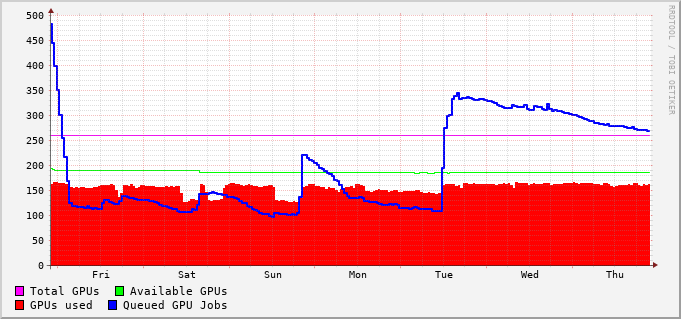 500
450
400
350
300
250
200
150
100
50
0
Fri Sat Sun Mon Tue Wed Thu
Total GPUs Available GPUs
GPUs used Queued GPU Jobs
RRDTOOL / TOBI OETIKER